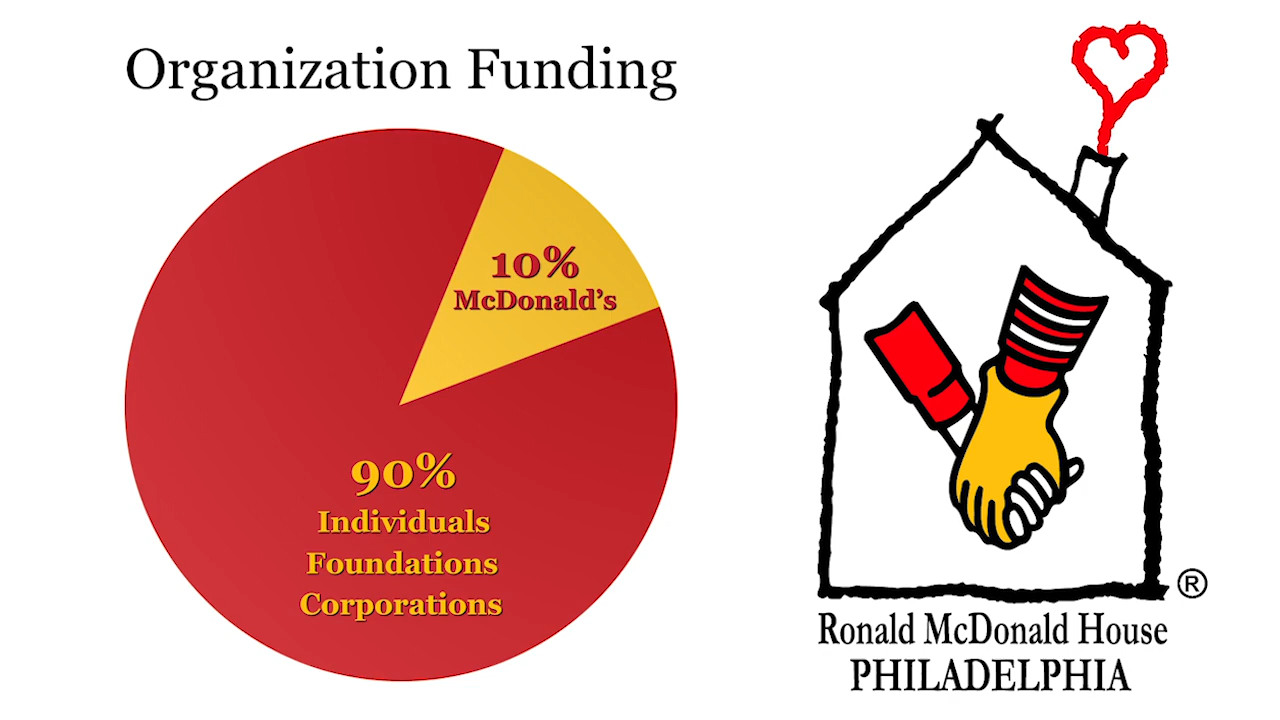 Organization Funding
10%
McDonald’s
90%
Individuals
Foundations
Corporations
®
Ronald McDonald House
PHILADELPHIA